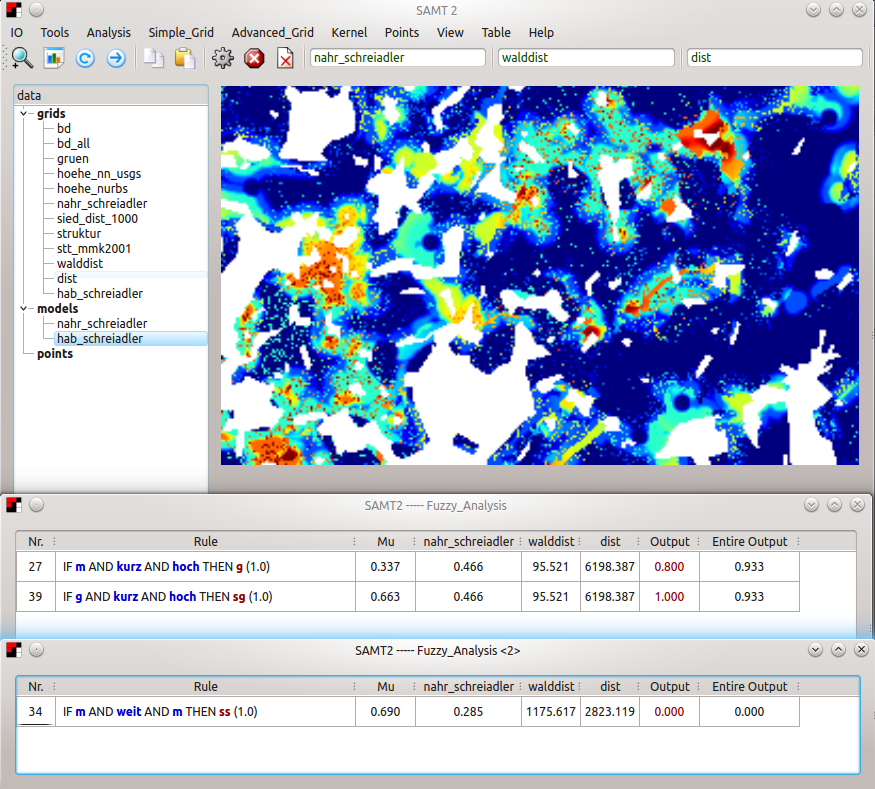 SAMT 2
IO Tools Analysis Simple_Grid Advanced_Grid Kernel Points View Table Help
nahr_schreiadler walddist dist
data
grids
bd
bd_all
gruen
hoehe_nn_usgs
hoehe_nurbs
nahr_schreiadler
sied_dist_1000
struktur
stt_mmk2001
walddist
dist
hab_schreiadler
models
nahr_schreiadler
hab_schreiadler
points
SAMT2 ----- Fuzzy_Analysis
Nr. Rule Mu nahr_schreiadler walddist dist Output Entire Output
27 IF m AND kurz AND hoch THEN g (1.0) 0.337 0.466 95.521 6198.387 0.800 0.933
39 IF g AND kurz AND hoch THEN sg (1.0) 0.663 0.466 95.521 6198.387 1.000 0.933
SAMT2 ----- Fuzzy_Analysis <2>
Nr. Rule Mu nahr_schreiadler walddist dist Output Entire Output
34 IF m AND weit AND m THEN ss (1.0) 0.690 0.285 1175.617 2823.119 0.000 0.000